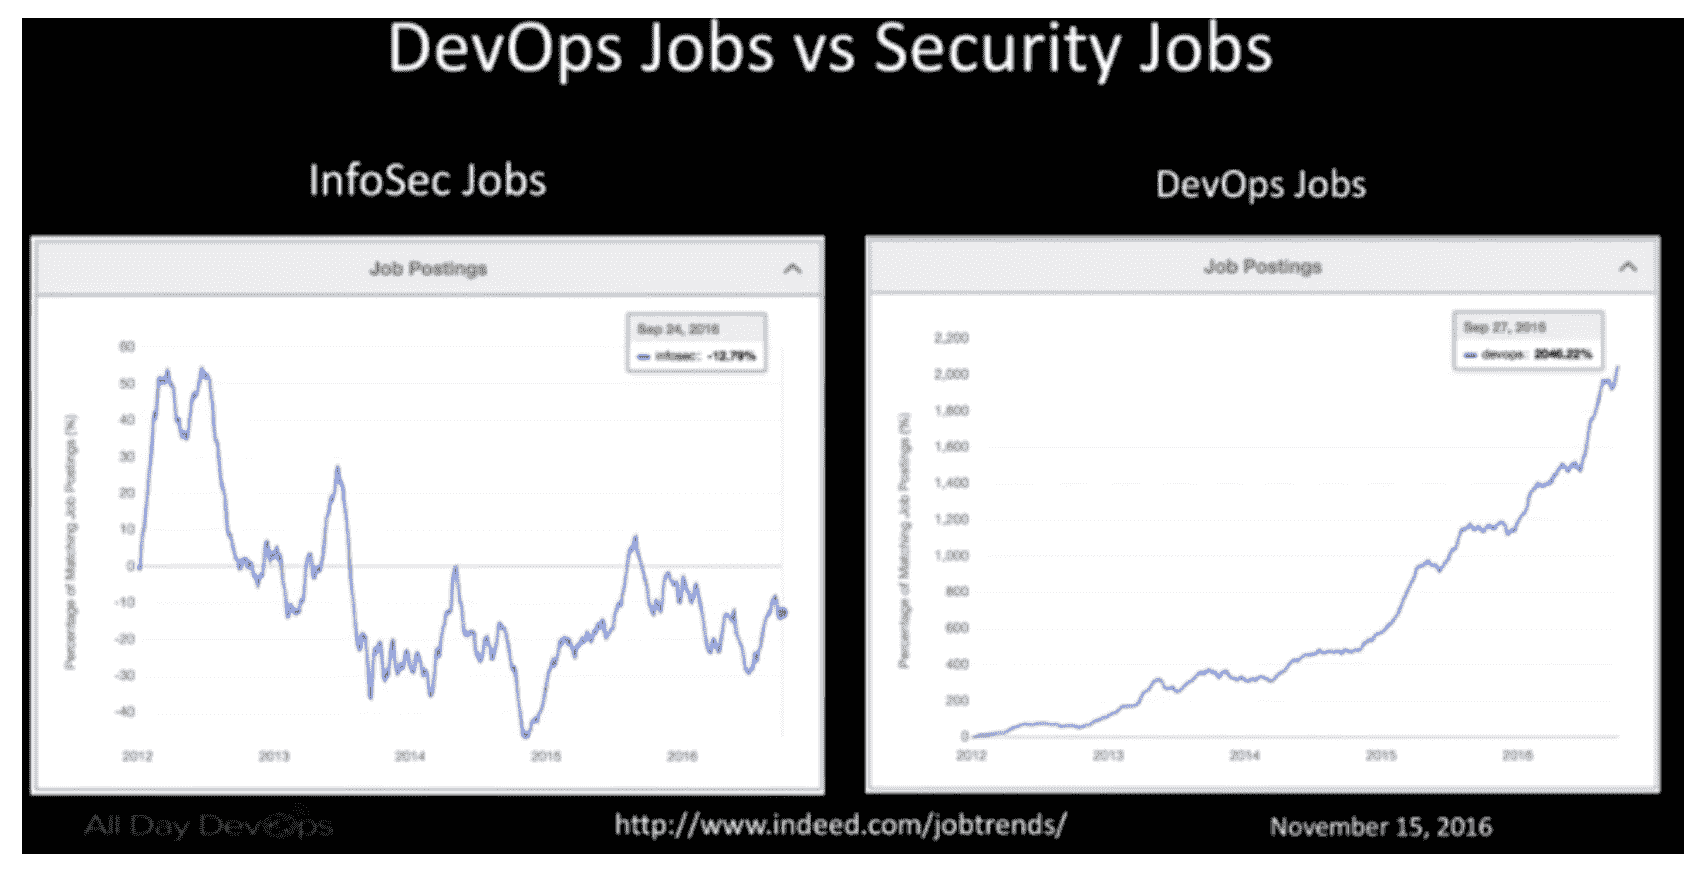 DevOps Jobs vs Security Jobs
InfoSec Jobs
Job Postings
Sep 24, 2016
infosec: -12.79%
Percentage of Matching Job Postings (%)
60
50
40
30
20
10
0
-10
-20
-30
-40
2012 2013 2014 2015 2016
DevOps Jobs
Job Postings
Sep 27, 2016
devops: 2046.22%
Percentage of Matching Job Postings (%)
2,200
2,000
1,800
1,600
1,400
1,200
1,000
800
600
400
200
0
2012 2013 2014 2015 2016
All Day DevOps
http://www.indeed.com/jobtrends/
November 15, 2016